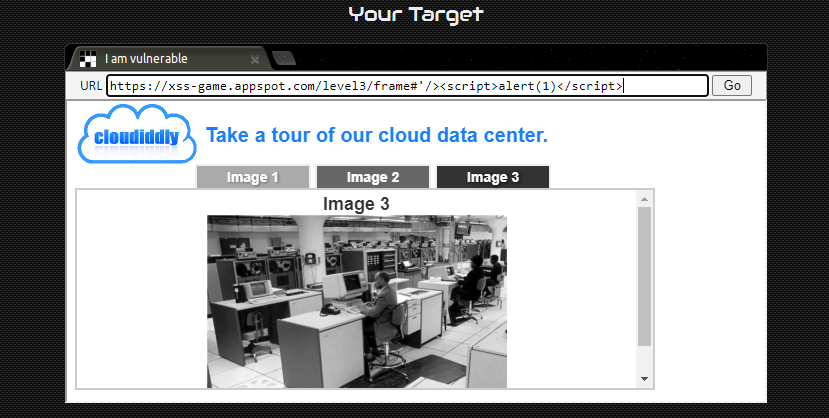 Your Target
I am vulnerable
URL https://xss-game.appspot.com/level3/frame#'/><script>alert(1)</script> Go
cloudiddly Take a tour of our cloud data center.
Image 1 Image 2 Image 3
Image 3